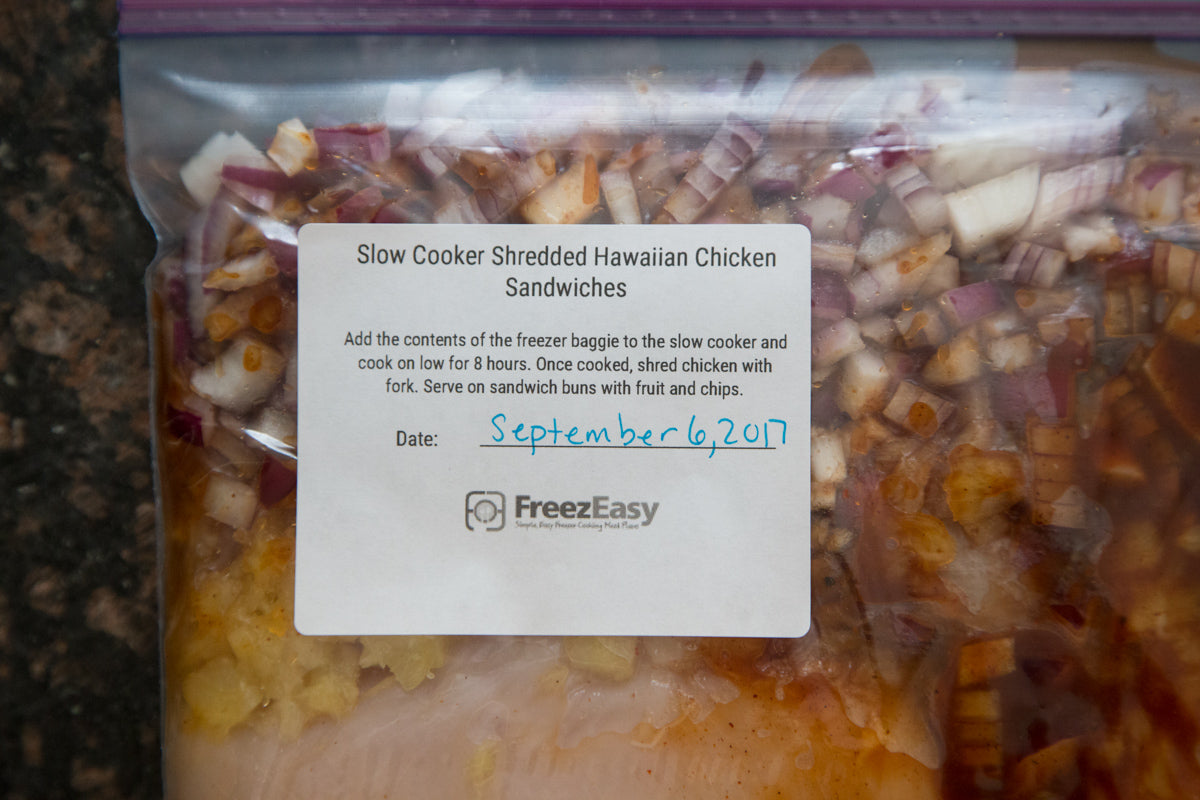 Slow Cooker Shredded Hawaiian Chicken
Sandwiches
Add the contents of the freezer baggie to the slow cooker and
cook on low for 8 hours. Once cooked, shred chicken with
fork. Serve on sandwich buns with fruit and chips.
Date: September 6, 2017
FreezEasy
Simple, Easy Freezer Cooking Meal Plans